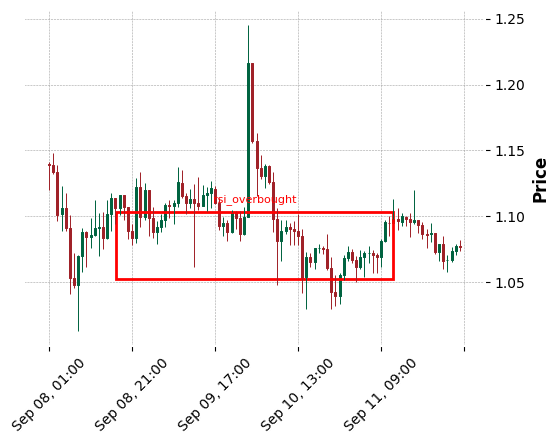 1.25
1.20
1.15
1.10
1.05
Price
rsi_overbought
Sep 08, 01:00
Sep 08, 21:00
Sep 09, 17:00
Sep 10, 13:00
Sep 11, 09:00